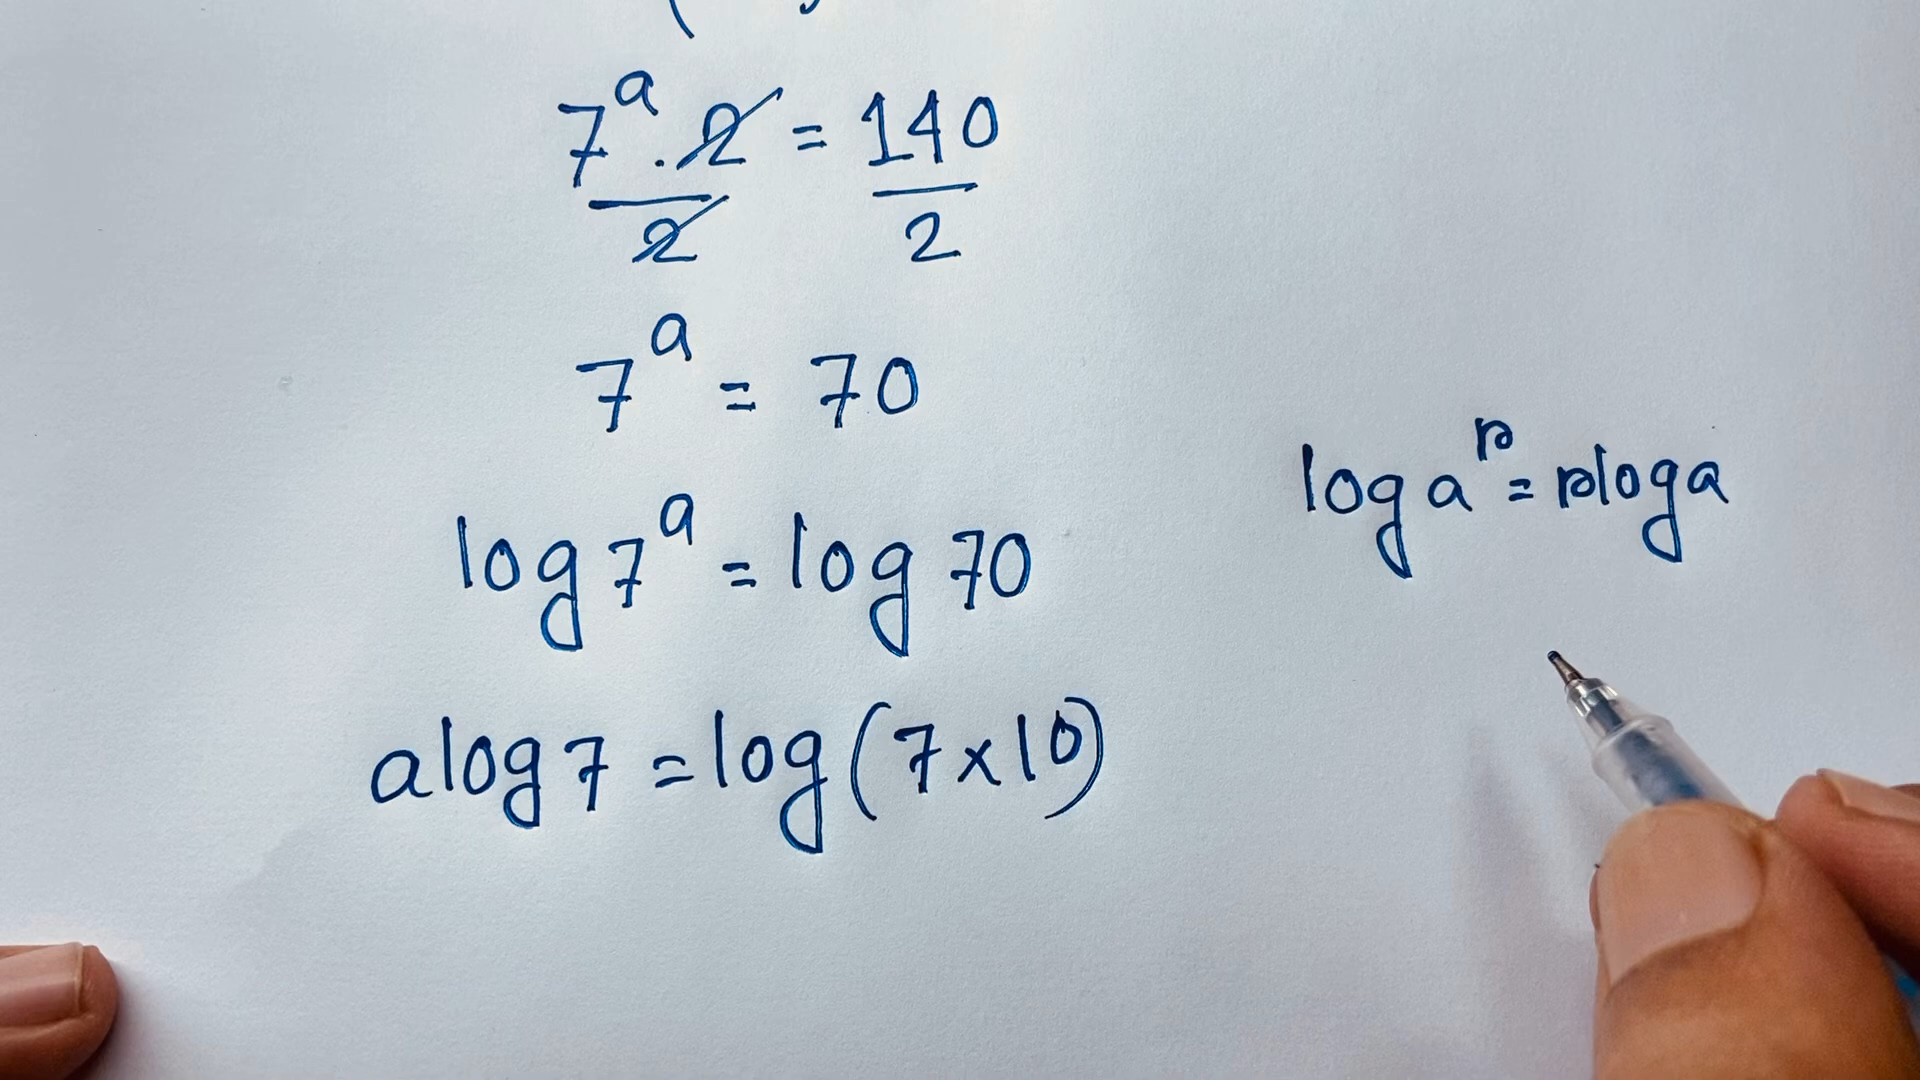 7^a . 2 = 140
2 2
7^a = 70
log 7^a = log 70
a log 7 = log (7 × 10)
log a^p = p log a